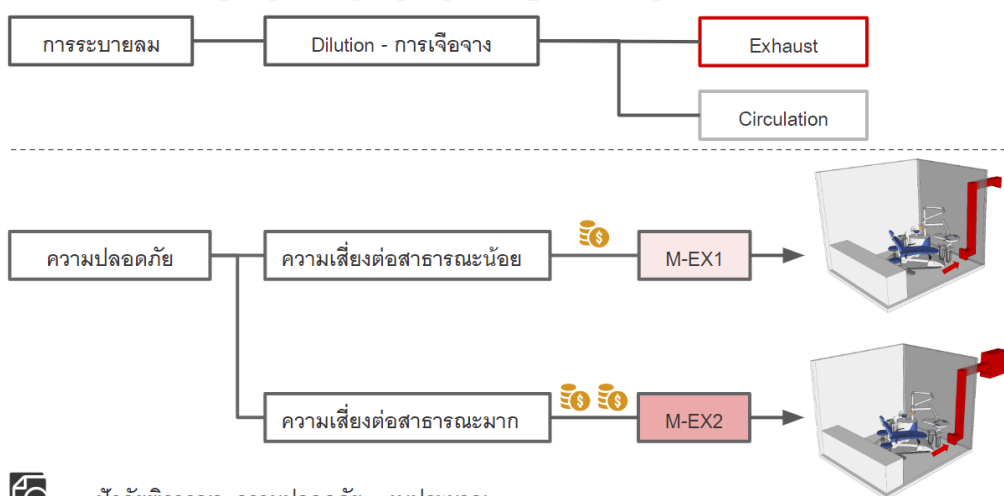 การระบายลม
Dilution - การเจือจาง
Exhaust
Circulation
ความปลอดภัย
ความเสี่ยงต่อสาธารณะน้อย
M-EX1
ความเสี่ยงต่อสาธารณะมาก
M-EX2